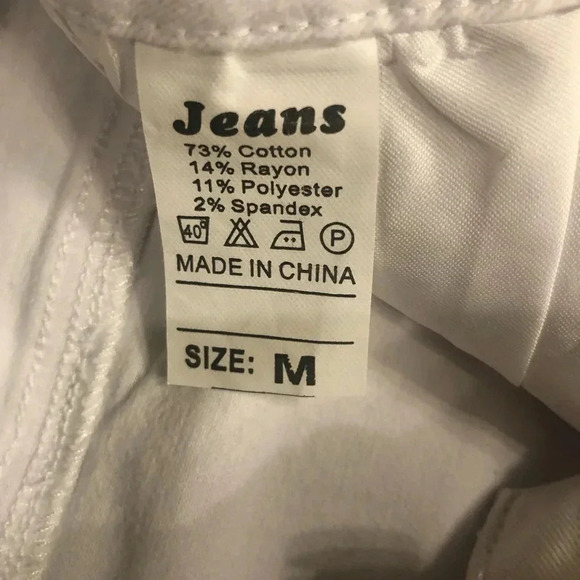 Jeans
73% Cotton
14% Rayon
11% Polyester
2% Spandex
40° P
MADE IN CHINA
SIZE: M